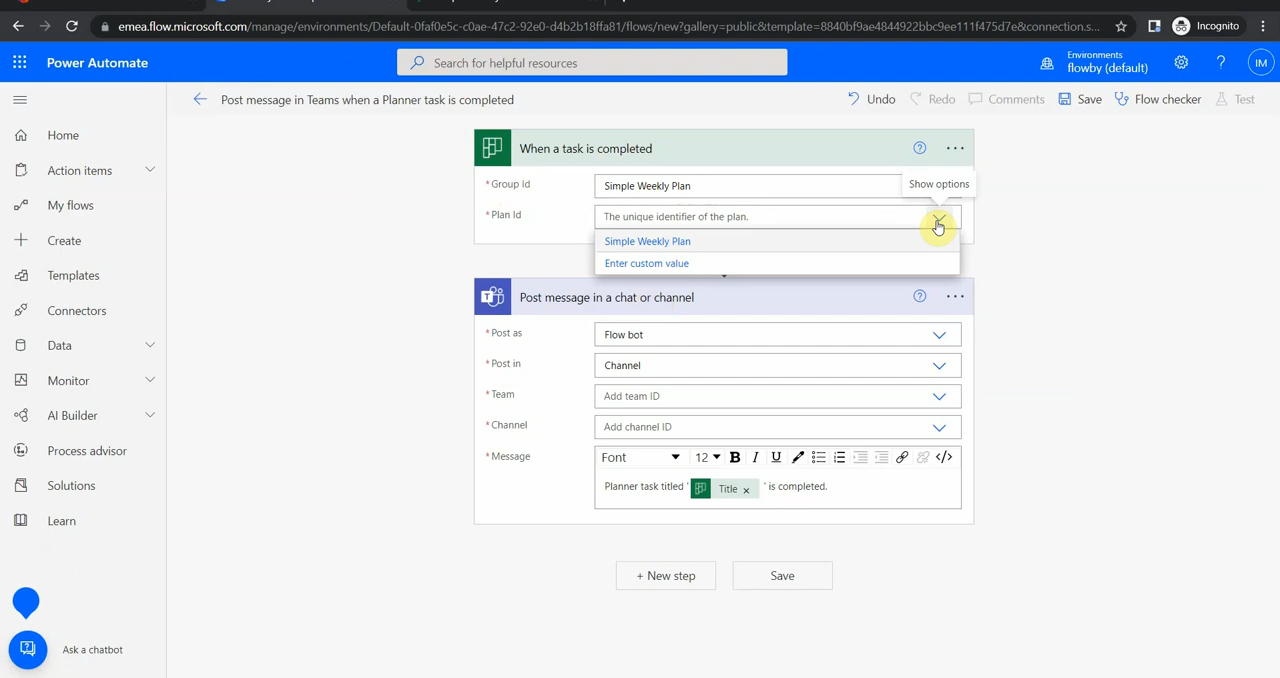 emea.flow.microsoft.com/manage/environments/Default-0faf0e5c-c0ae-47c2-92e0-d4b2b18ffa81/flows/new?gallery=public&template=8840bf9ae4844922bbc9ee111f475d7e&connection.s...
Incognito
Power Automate
Search for helpful resources
Environments
flowby (default)
?
IM
Post message in Teams when a Planner task is completed
Undo
Redo
Comments
Save
Flow checker
Test
Home
Action items
My flows
Create
Templates
Connectors
Data
Monitor
AI Builder
Process advisor
Solutions
Learn
Ask a chatbot
When a task is completed
?
...
* Group Id
Simple Weekly Plan
Show options
* Plan Id
The unique identifier of the plan.
Simple Weekly Plan
Enter custom value
T
Post message in a chat or channel
?
...
* Post as
Flow bot
* Post in
Channel
* Team
Add team ID
* Channel
Add channel ID
* Message
Font
12
B
I
U
</>
Planner task titled ' Title × ' is completed.
+ New step
Save